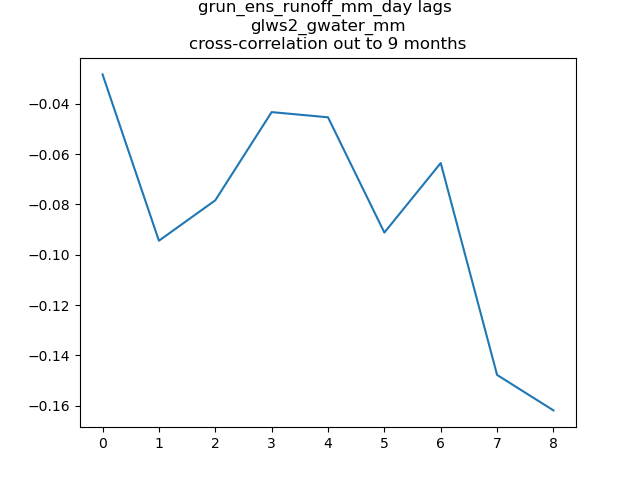 grun_ens_runoff_mm_day lags
glws2_gwater_mm
cross-correlation out to 9 months
−0.04
−0.06
−0.08
−0.10
−0.12
−0.14
−0.16
0 1 2 3 4 5 6 7 8